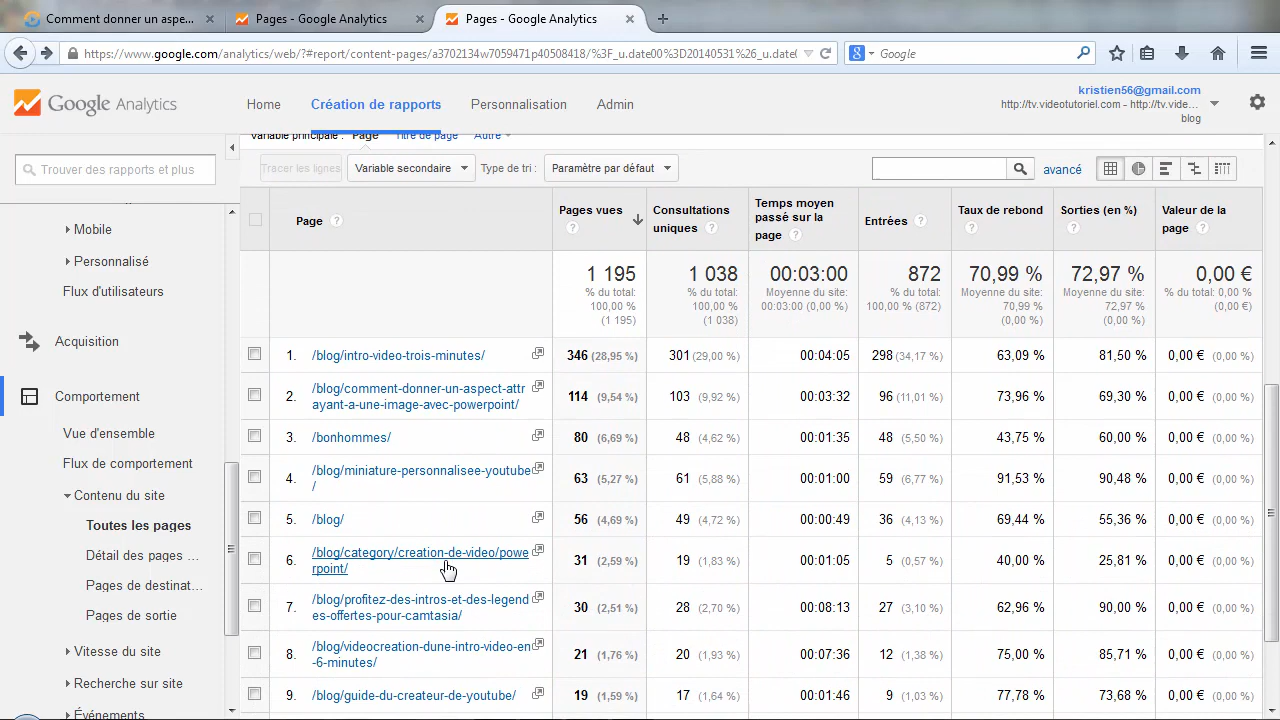 Comment donner un aspe...
Pages - Google Analytics
Pages - Google Analytics
https://www.google.com/analytics/web/?#report/content-pages/a3702134w7059471p40508418/%3F_u.date00%3D20140531%26_u.date(
Google
Google Analytics
Home
Création de rapports
Personnalisation
Admin
kristien56@gmail.com
http://tv.videotutoriel.com - http://tv.vide...
blog
Trouver des rapports et plus
Variable principale : Page Titre de page Autre
Tracer les lignes
Variable secondaire
Type de tri :
Paramètre par défaut
avancé
Mobile
Personnalisé
Flux d'utilisateurs
Acquisition
Comportement
Vue d'ensemble
Flux de comportement
Contenu du site
Toutes les pages
Détail des pages ...
Pages de destinat...
Pages de sortie
Vitesse du site
Recherche sur site
Événements
Page ?
Pages vues ?
Consultations uniques ?
Temps moyen passé sur la page ?
Entrées ?
Taux de rebond ?
Sorties (en %) ?
Valeur de la page ?
1 195 1 038 00:03:00 872 70,99 % 72,97 % 0,00 €
% du total: 100,00 % (1 195)
% du total: 100,00 % (1 038)
Moyenne du site: 00:03:00 (0,00 %)
% du total: 100,00 % (872)
Moyenne du site: 70,99 % (0,00 %)
Moyenne du site: 72,97 % (0,00 %)
% du total: 0,00 % (0,00 €)
1. /blog/intro-video-trois-minutes/ 346 (28,95 %) 301 (29,00 %) 00:04:05 298 (34,17 %) 63,09 % 81,50 % 0,00 € (0,00 %)
2. /blog/comment-donner-un-aspect-attr
ayant-a-une-image-avec-powerpoint/ 114 (9,54 %) 103 (9,92 %) 00:03:32 96 (11,01 %) 73,96 % 69,30 % 0,00 € (0,00 %)
3. /bonhommes/ 80 (6,69 %) 48 (4,62 %) 00:01:35 48 (5,50 %) 43,75 % 60,00 % 0,00 € (0,00 %)
4. /blog/miniature-personnalisee-youtube
/ 63 (5,27 %) 61 (5,88 %) 00:01:00 59 (6,77 %) 91,53 % 90,48 % 0,00 € (0,00 %)
5. /blog/ 56 (4,69 %) 49 (4,72 %) 00:00:49 36 (4,13 %) 69,44 % 55,36 % 0,00 € (0,00 %)
6. /blog/category/creation-de-video/powe
rpoint/ 31 (2,59 %) 19 (1,83 %) 00:01:05 5 (0,57 %) 40,00 % 25,81 % 0,00 € (0,00 %)
7. /blog/profitez-des-intros-et-des-legend
es-offertes-pour-camtasia/ 30 (2,51 %) 28 (2,70 %) 00:08:13 27 (3,10 %) 62,96 % 90,00 % 0,00 € (0,00 %)
8. /blog/videocreation-dune-intro-video-en
-6-minutes/ 21 (1,76 %) 20 (1,93 %) 00:07:36 12 (1,38 %) 75,00 % 85,71 % 0,00 € (0,00 %)
9. /blog/guide-du-createur-de-youtube/ 19 (1,59 %) 17 (1,64 %) 00:01:46 9 (1,03 %) 77,78 % 73,68 % 0,00 € (0,00 %)